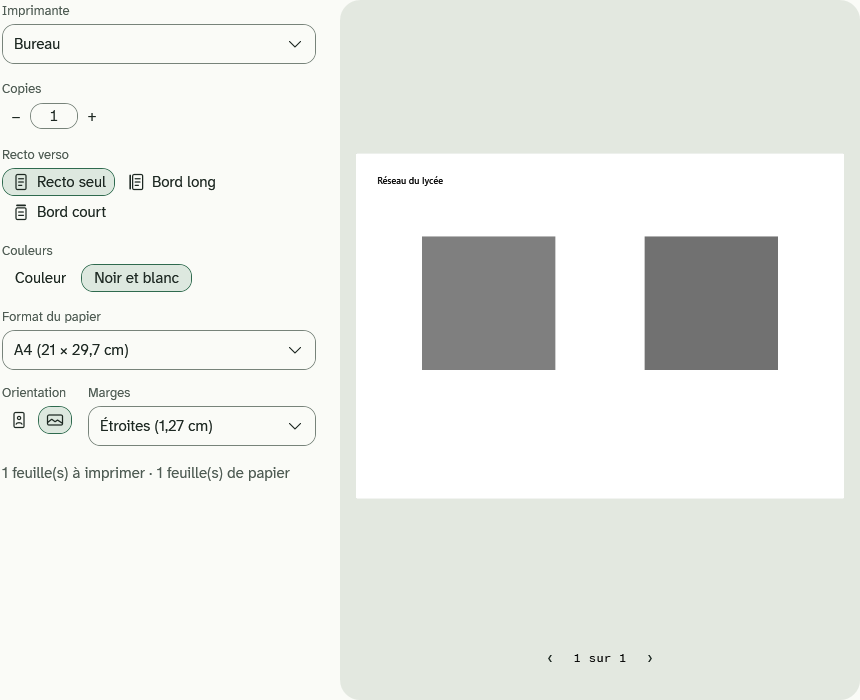 Imprimante
Bureau
Copies
– 1 +
Recto verso
Recto seul Bord long
Bord court
Couleurs
Couleur Noir et blanc
Format du papier
A4 (21 × 29,7 cm)
Orientation Marges
Étroites (1,27 cm)
1 feuille(s) à imprimer · 1 feuille(s) de papier
Réseau du lycée
‹ 1 sur 1 ›